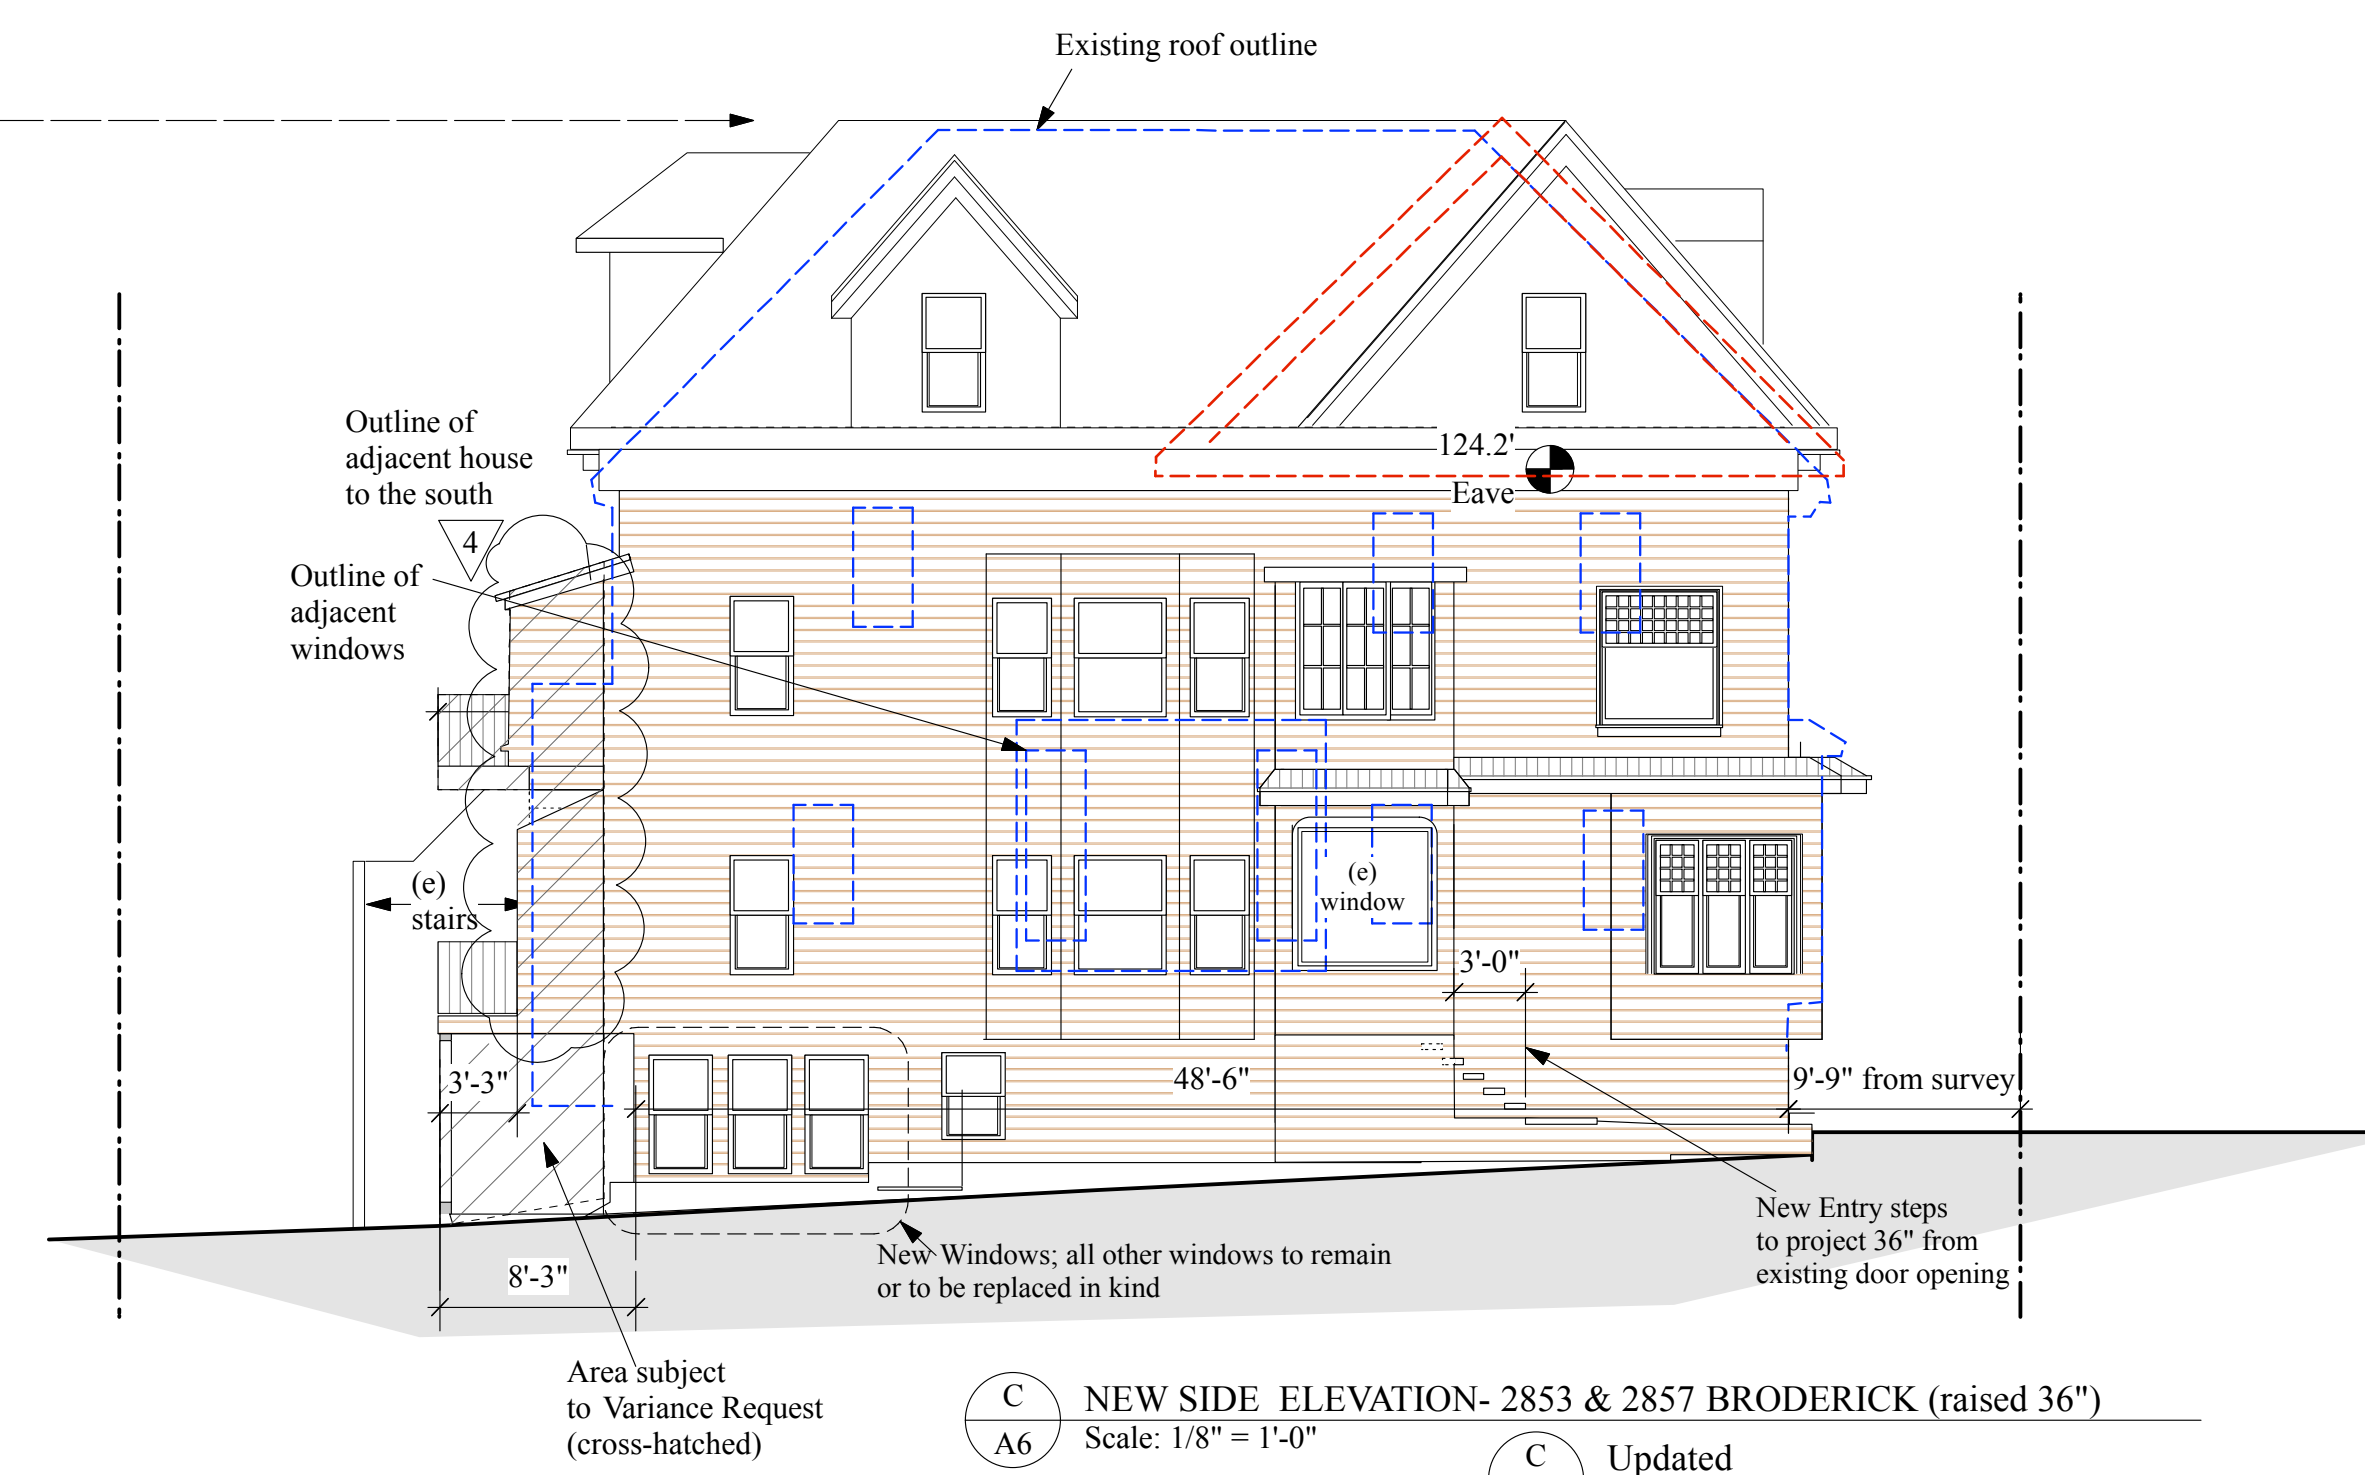 Existing roof outline
Outline of
adjacent house
to the south
124.2'
Eave
4
Outline of
adjacent
windows
(e)
stairs
(e)
window
3'-0"
3'-3"
48'-6"
9'-9" from survey
8'-3"
New Windows; all other windows to remain
or to be replaced in kind
New Entry steps
to project 36" from
existing door opening
Area subject
to Variance Request
(cross-hatched)
C
A6
NEW SIDE ELEVATION- 2853 & 2857 BRODERICK (raised 36")
Scale: 1/8" = 1'-0"
C
Updated